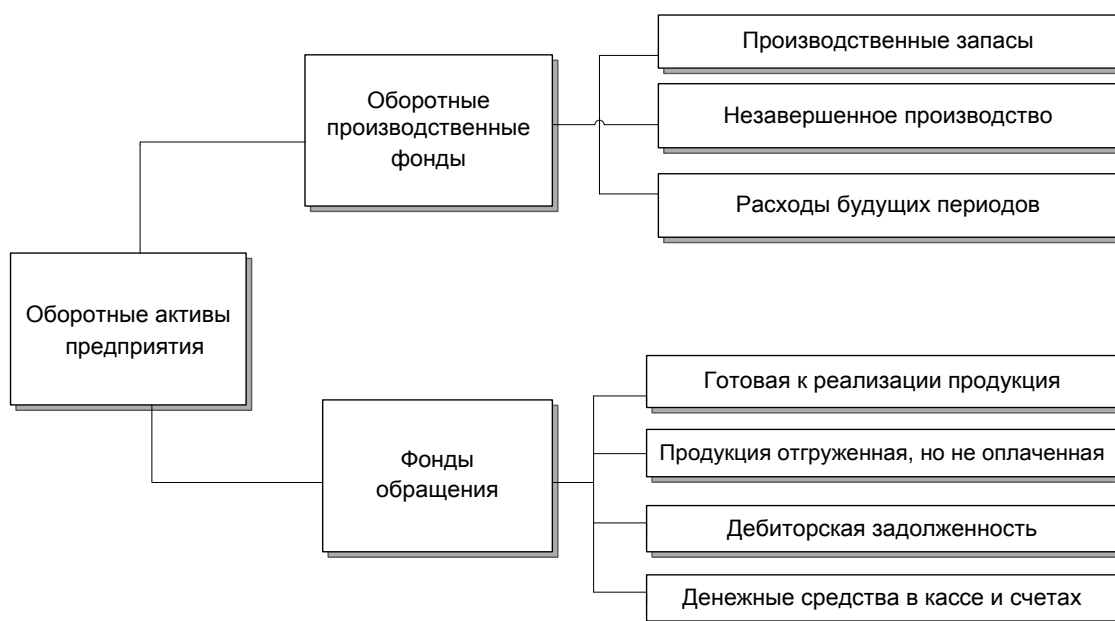 Оборотные активы
предприятия
Оборотные
производственные
фонды
Производственные запасы
Незавершенное производство
Расходы будущих периодов
Фонды
обращения
Готовая к реализации продукция
Продукция отгруженная, но не оплаченная
Дебиторская задолженность
Денежные средства в кассе и счетах